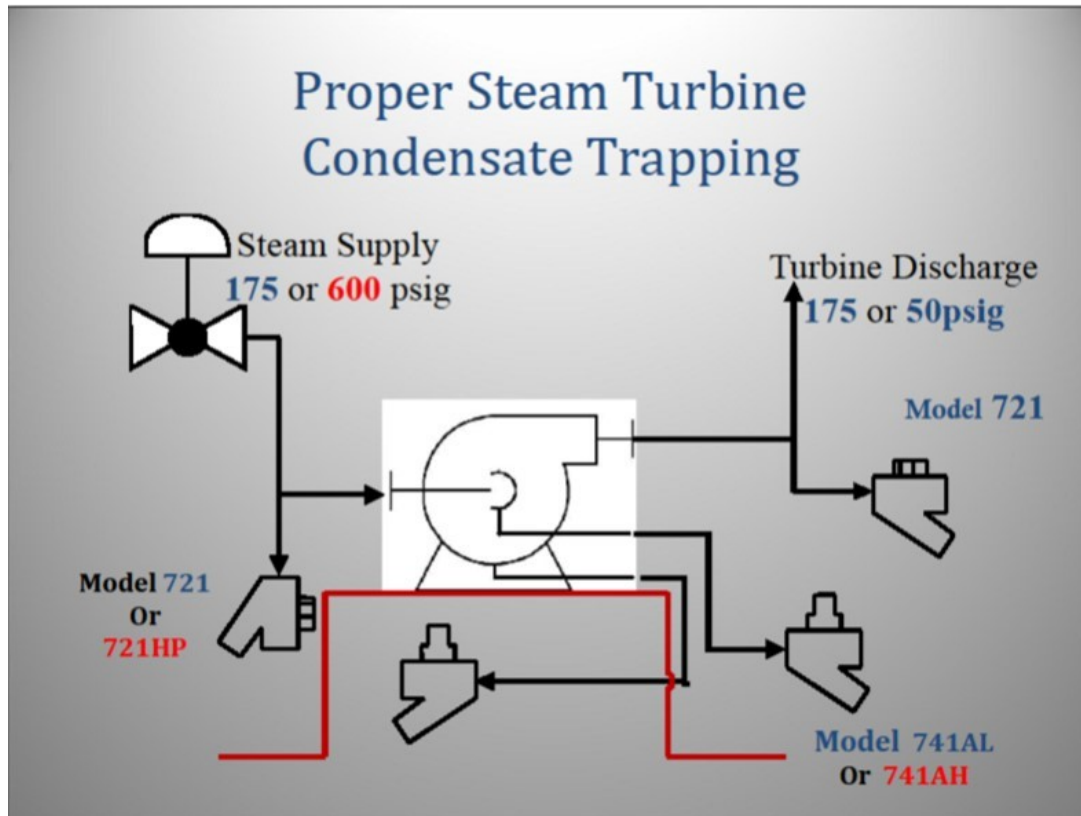 Proper Steam Turbine
Condensate Trapping
Steam Supply
175 or 600 psig
Turbine Discharge
175 or 50psig
Model 721
Model 721
Or
721HP
Model 741AL
Or 741AH